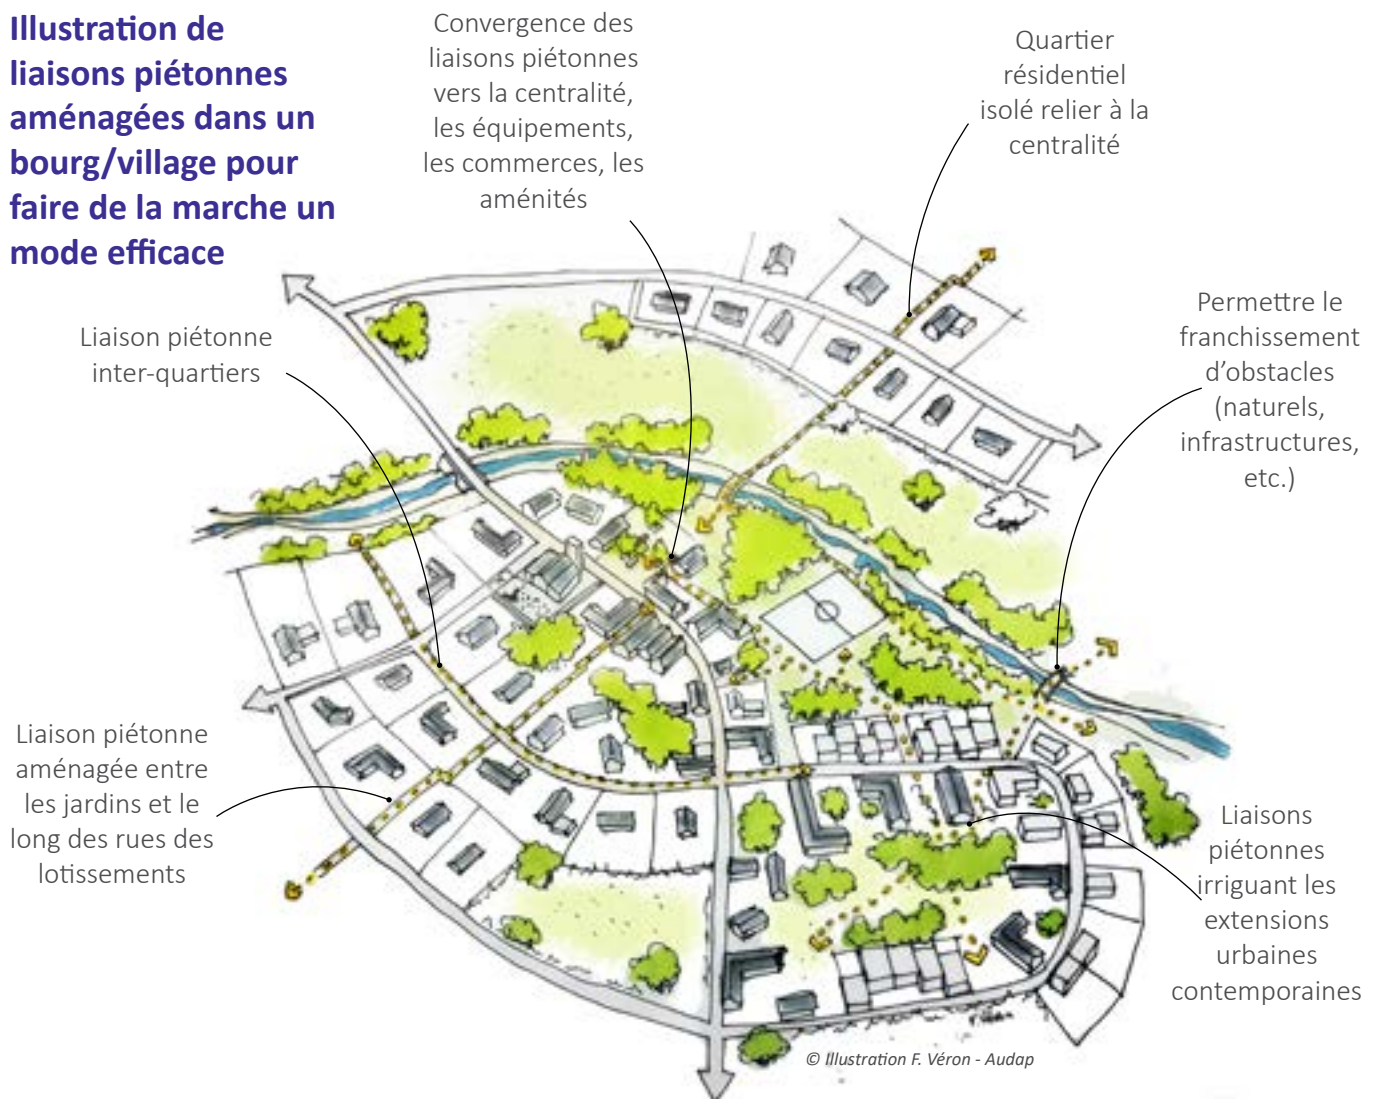 Illustration de
liaisons piétonnes
aménagées dans un
bourg/village pour
faire de la marche un
mode efficace
Convergence des
liaisons piétonnes
vers la centralité,
les équipements,
les commerces, les
aménités
Quartier
résidentiel
isolé relier à la
centralité
Liaison piétonne
inter-quartiers
Permettre le
franchissement
d’obstacles
(naturels,
infrastructures,
etc.)
Liaison piétonne
aménagée entre
les jardins et le
long des rues des
lotissements
Liaisons
piétonnes
irriguant les
extensions
urbaines
contemporaines
© Illustration F. Véron - Audap